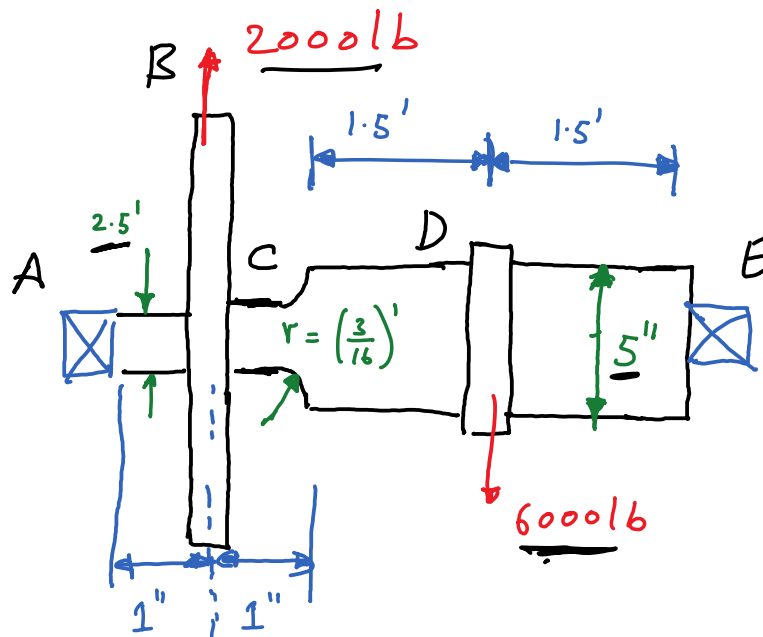 2000lb
B
1.5'
1.5'
2.5'
D
C
E
A
r = (3/16)'
5"
6000lb
1"
1"